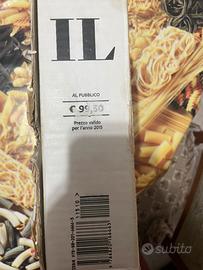 IL
AL PUBBLICO
€ 99,50
Prezzo valido
per l'anno 2015
subito